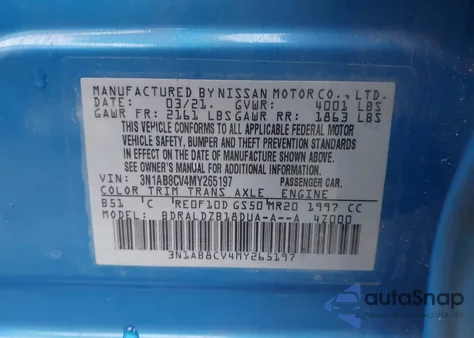 MANUFACTURED BY NISSAN MOTOR CO., LTD.
DATE: 03/21. GVWR: 4001 LBS
GAWR FR: 2161 LBS GAWR RR: 1863 LBS
THIS VEHICLE CONFORMS TO ALL APPLICABLE FEDERAL MOTOR
VEHICLE SAFETY, BUMPER AND THEFT PREVENTION STANDARDS
IN EFFECT ON THE DATE OF MANUFACTURE SHOWN ABOVE.
SEE OWNER'S MANUAL FOR ADDITIONAL INFORMATION
VIN: 3N1AB8CV4MY265197 PASSENGER CAR.
COLOR TRIM TRANS AXLE ENGINE
B51 'C REOF10D GS50 MR20 1997 CC
MODEL: BDRALDZB18DUA-A--A 4Z000
3N1AB8CV4MY265197
autoSnap